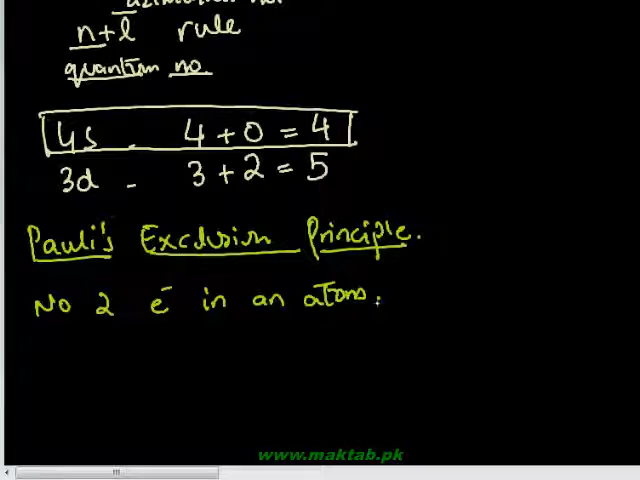 n+l rule
quantum no.
4s - 4+0=4
3d - 3+2=5
Pauli's Exclusion Principle.
No 2 e⁻ in an atoms.
www.maktab.pk